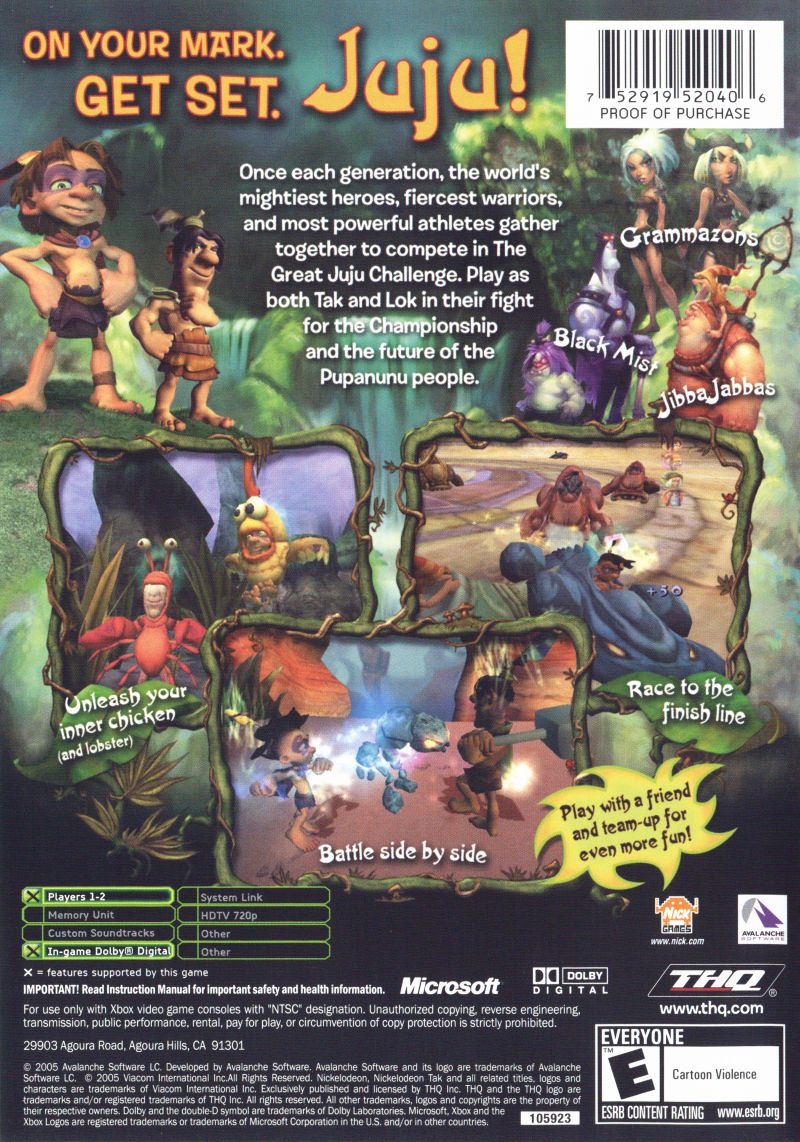 ON YOUR MARK.
GET SET. Juju!
7 52919 52040 6
PROOF OF PURCHASE
Once each generation, the world's
mightiest heroes, fiercest warriors,
and most powerful athletes gather
together to compete in The
Great Juju Challenge. Play as
both Tak and Lok in their fight
for the Championship
and the future of the
Pupanunu people.
Grammazons
Black Mist
JibbaJabbas
+50
Unleash your
inner chicken
(and lobster)
Race to the
finish line
Battle side by side
Play with a friend
and team-up for
even more fun!
X Players 1-2
System Link
Memory Unit
HDTV 720p
Custom Soundtracks
Other
X In-game Dolby® Digital
Other
X = features supported by this game
NICK
GAMES
www.nick.com
AVALANCHE
SOFTWARE
IMPORTANT! Read Instruction Manual for important safety and health information.
Microsoft
DOLBY
DIGITAL
THQ®
www.thq.com
For use only with Xbox video game consoles with "NTSC" designation. Unauthorized copying, reverse engineering,
transmission, public performance, rental, pay for play, or circumvention of copy protection is strictly prohibited.
29903 Agoura Road, Agoura Hills, CA 91301
© 2005 Avalanche Software LC. Developed by Avalanche Software. Avalanche Software and its logo are trademarks of Avalanche
Software LC. © 2005 Viacom International Inc.All Rights Reserved. Nickelodeon, Nickelodeon Tak and all related titles, logos and
characters are trademarks of Viacom International Inc. Exclusively published and licensed by THQ Inc. THQ and the THQ logo are
trademarks and/or registered trademarks of THQ Inc. All rights reserved. All other trademarks, logos and copyrights are the property of
their respective owners. Dolby and the double-D symbol are trademarks of Dolby Laboratories. Microsoft, Xbox and the
Xbox Logos are registered trademarks or trademarks of Microsoft Corporation in the U.S. and/or in other countries.
105923
EVERYONE
E™
Cartoon Violence
ESRB CONTENT RATING www.esrb.org